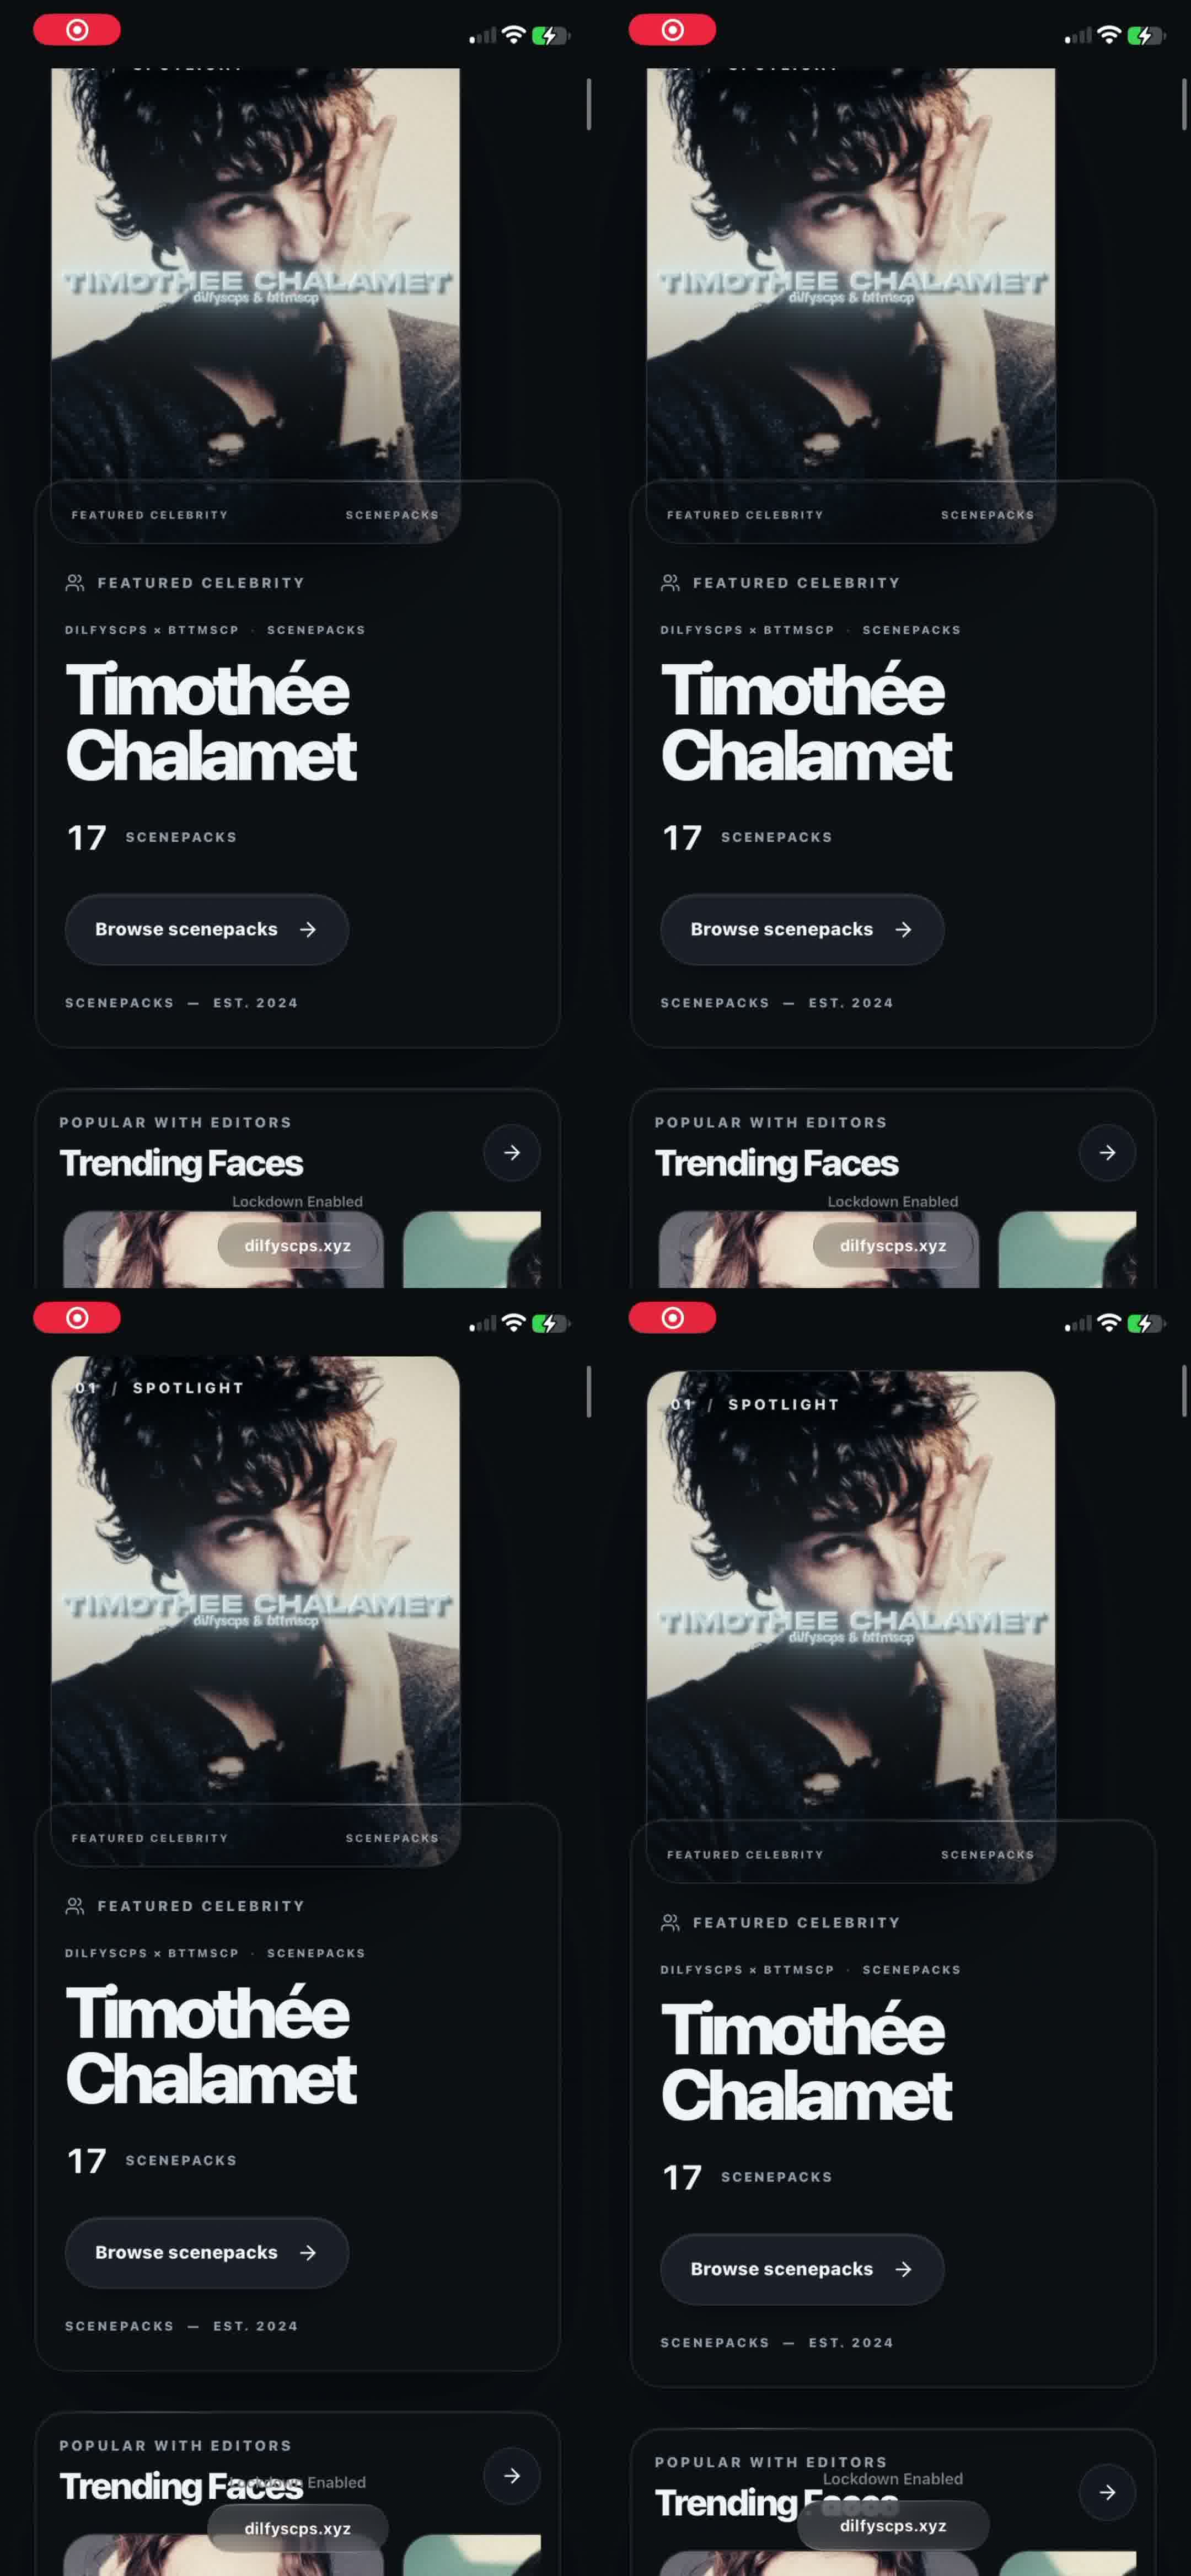 TIMOTHEE CHALAMET
dilfyscps & bttmscp
FEATURED CELEBRITY SCENEPACKS
FEATURED CELEBRITY
DILFYSCPS × BTTMSCP · SCENEPACKS
Timothée
Chalamet
17 SCENEPACKS
Browse scenepacks →
SCENEPACKS — EST. 2024
POPULAR WITH EDITORS
Trending Faces
Lockdown Enabled
dilfyscps.xyz
TIMOTHEE CHALAMET
dilfyscps & bttmscp
FEATURED CELEBRITY SCENEPACKS
FEATURED CELEBRITY
DILFYSCPS × BTTMSCP · SCENEPACKS
Timothée
Chalamet
17 SCENEPACKS
Browse scenepacks →
SCENEPACKS — EST. 2024
POPULAR WITH EDITORS
Trending Faces
Lockdown Enabled
dilfyscps.xyz
01 / SPOTLIGHT
TIMOTHEE CHALAMET
dilfyscps & bttmscp
FEATURED CELEBRITY SCENEPACKS
FEATURED CELEBRITY
DILFYSCPS × BTTMSCP · SCENEPACKS
Timothée
Chalamet
17 SCENEPACKS
Browse scenepacks →
SCENEPACKS — EST. 2024
POPULAR WITH EDITORS
Trending Faces
Lockdown Enabled
dilfyscps.xyz
01 / SPOTLIGHT
TIMOTHEE CHALAMET
dilfyscps & bttmscp
FEATURED CELEBRITY SCENEPACKS
FEATURED CELEBRITY
DILFYSCPS × BTTMSCP · SCENEPACKS
Timothée
Chalamet
17 SCENEPACKS
Browse scenepacks →
SCENEPACKS — EST. 2024
POPULAR WITH EDITORS
Lockdown Enabled
Trending Faces
dilfyscps.xyz